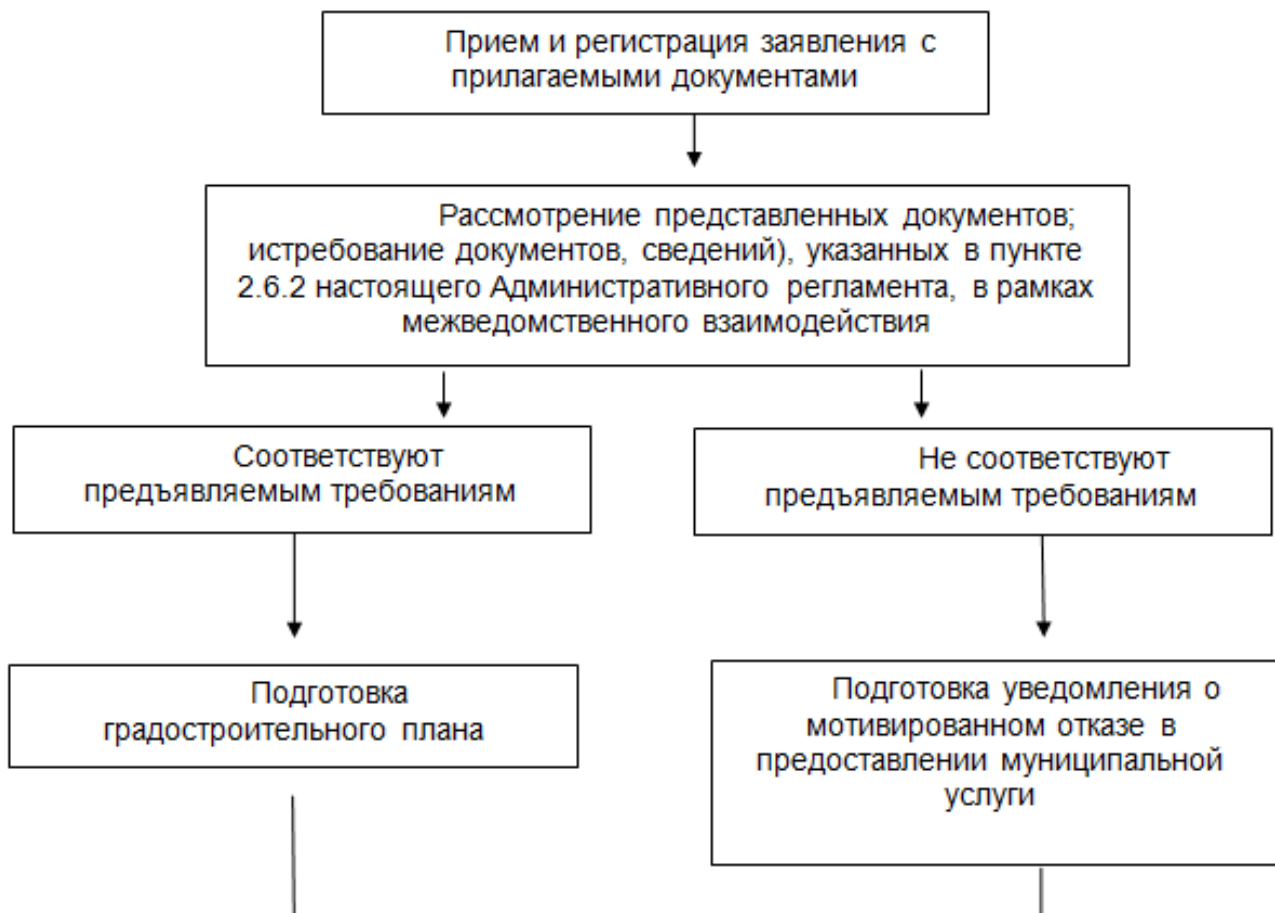 Прием и регистрация заявления с
прилагаемыми документами
Рассмотрение представленных документов;
истребование документов, сведений), указанных в пункте
2.6.2 настоящего Административного регламента, в рамках
межведомственного взаимодействия
Соответствуют
предъявляемым требованиям
Не соответствуют
предъявляемым требованиям
Подготовка
градостроительного плана
Подготовка уведомления о
мотивированном отказе в
предоставлении муниципальной
услуги